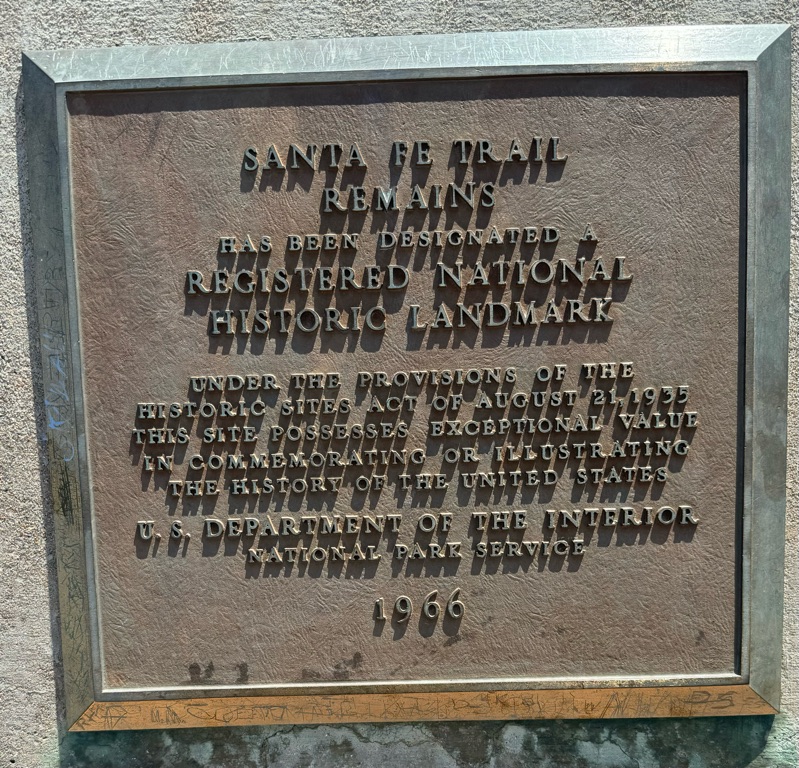 SANTA FE TRAIL
REMAINS
HAS BEEN DESIGNATED A
REGISTERED NATIONAL
HISTORIC LANDMARK
UNDER THE PROVISIONS OF THE
HISTORIC SITES ACT OF AUGUST 21, 1935
THIS SITE POSSESSES EXCEPTIONAL VALUE
IN COMMEMORATING OR ILLUSTRATING
THE HISTORY OF THE UNITED STATES
U. S. DEPARTMENT OF THE INTERIOR
NATIONAL PARK SERVICE
1966